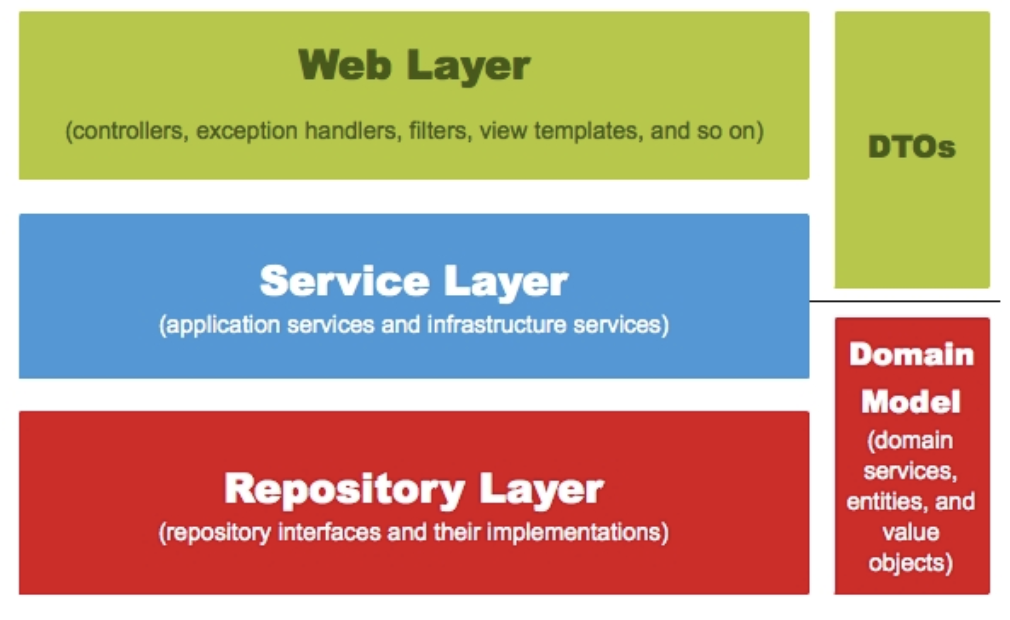 Web Layer
(controllers, exception handlers, filters, view templates, and so on)
DTOs
Service Layer
(application services and infrastructure services)
Repository Layer
(repository interfaces and their implementations)
Domain
Model
(domain
services,
entities, and
value
objects)